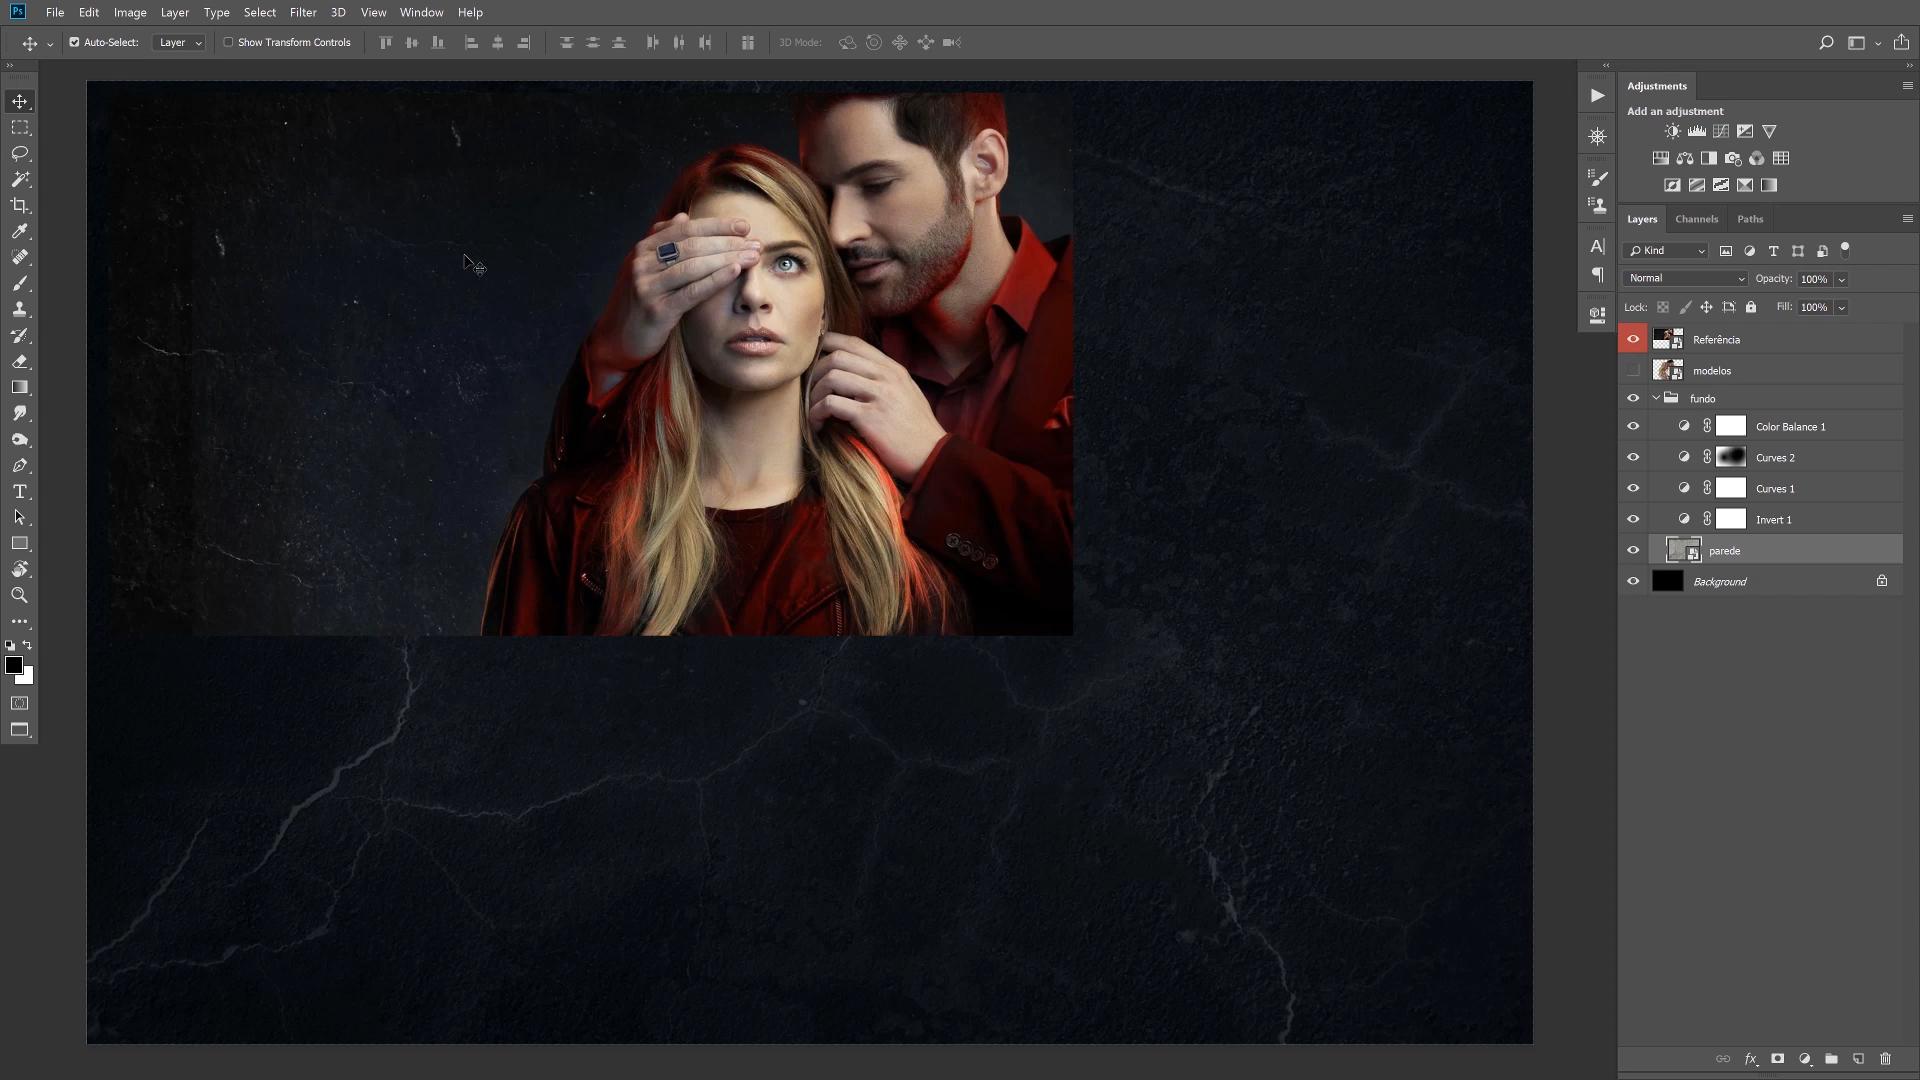 Ps File Edit Image Layer Type Select Filter 3D View Window Help
Auto-Select: Layer Show Transform Controls 3D Mode:
Adjustments
Add an adjustment
Layers Channels Paths
Kind
Normal Opacity: 100%
Lock: Fill: 100%
Referência
modelos
fundo
Color Balance 1
Curves 2
Curves 1
Invert 1
parede
Background
fx